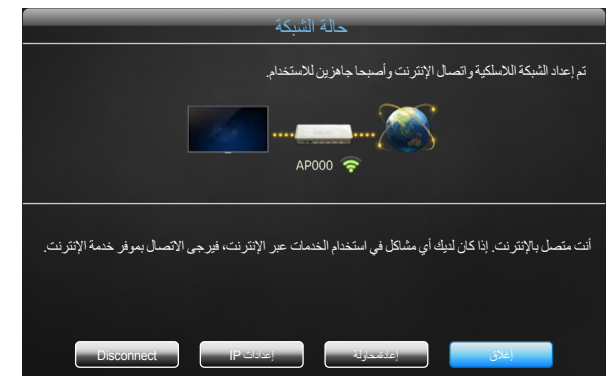 حالة الشبكة
تم إعداد الشبكة اللاسلكية واتصال الإنترنت وأصبحا جاهزين للاستخدام.
AP000
أنت متصل بالإنترنت. إذا كان لديك أي مشاكل في استخدام الخدمات عبر الإنترنت، فيرجى الاتصال بموفر خدمة الإنترنت.
إغلاق
إعادةمحاولة
إعدادات IP
Disconnect